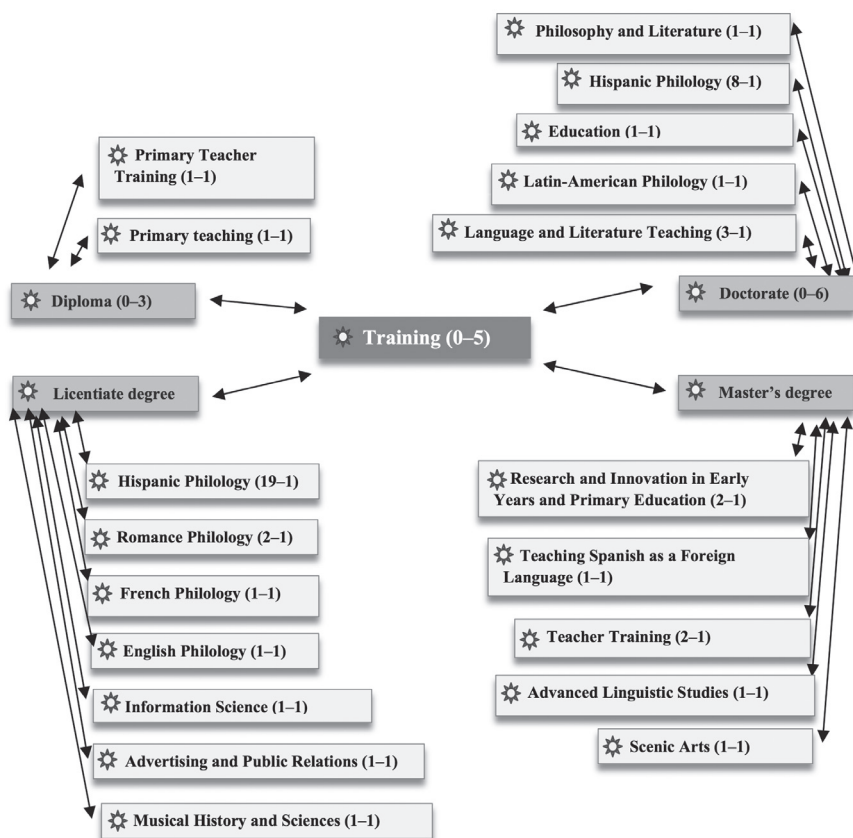 Philosophy and Literature (1–1)
Hispanic Philology (8–1)
Education (1–1)
Latin-American Philology (1–1)
Language and Literature Teaching (3–1)
Doctorate (0–6)
Primary Teacher
Training (1–1)
Primary teaching (1–1)
Diploma (0–3)
Training (0–5)
Licentiate degree
Hispanic Philology (19–1)
Romance Philology (2–1)
French Philology (1–1)
English Philology (1–1)
Information Science (1–1)
Advertising and Public Relations (1–1)
Musical History and Sciences (1–1)
Master's degree
Research and Innovation in Early
Years and Primary Education (2–1)
Teaching Spanish as a Foreign
Language (1–1)
Teacher Training (2–1)
Advanced Linguistic Studies (1–1)
Scenic Arts (1–1)